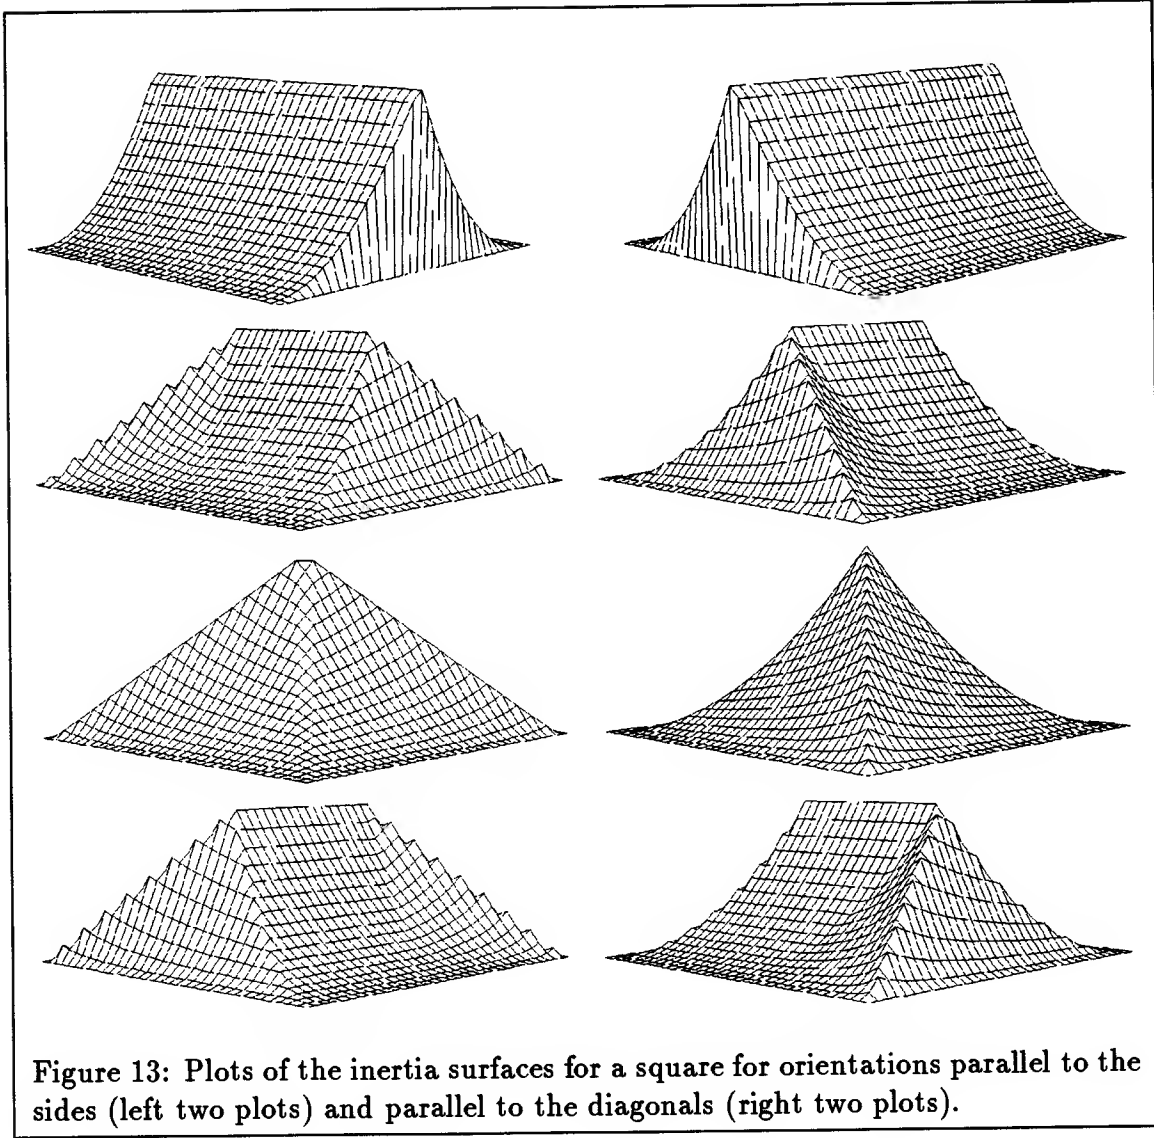 Figure 13: Plots of the inertia surfaces for a square for orientations parallel to the
sides (left two plots) and parallel to the diagonals (right two plots).